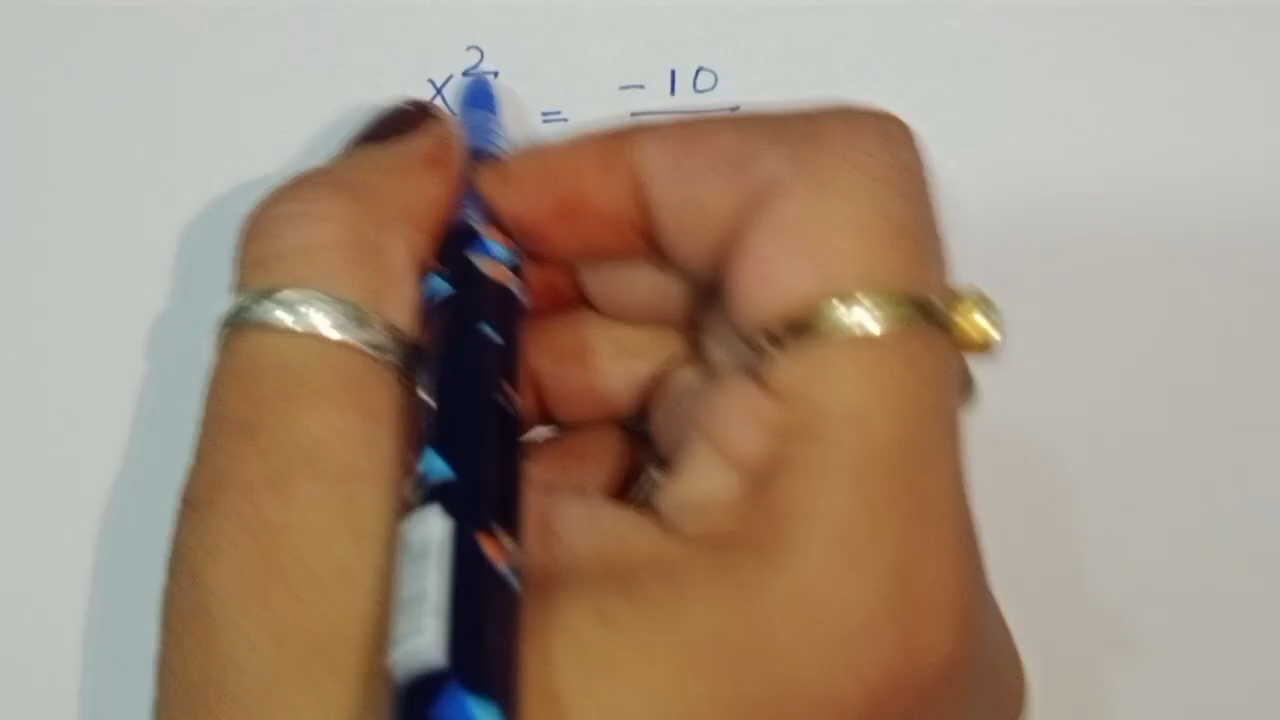 x² = -10